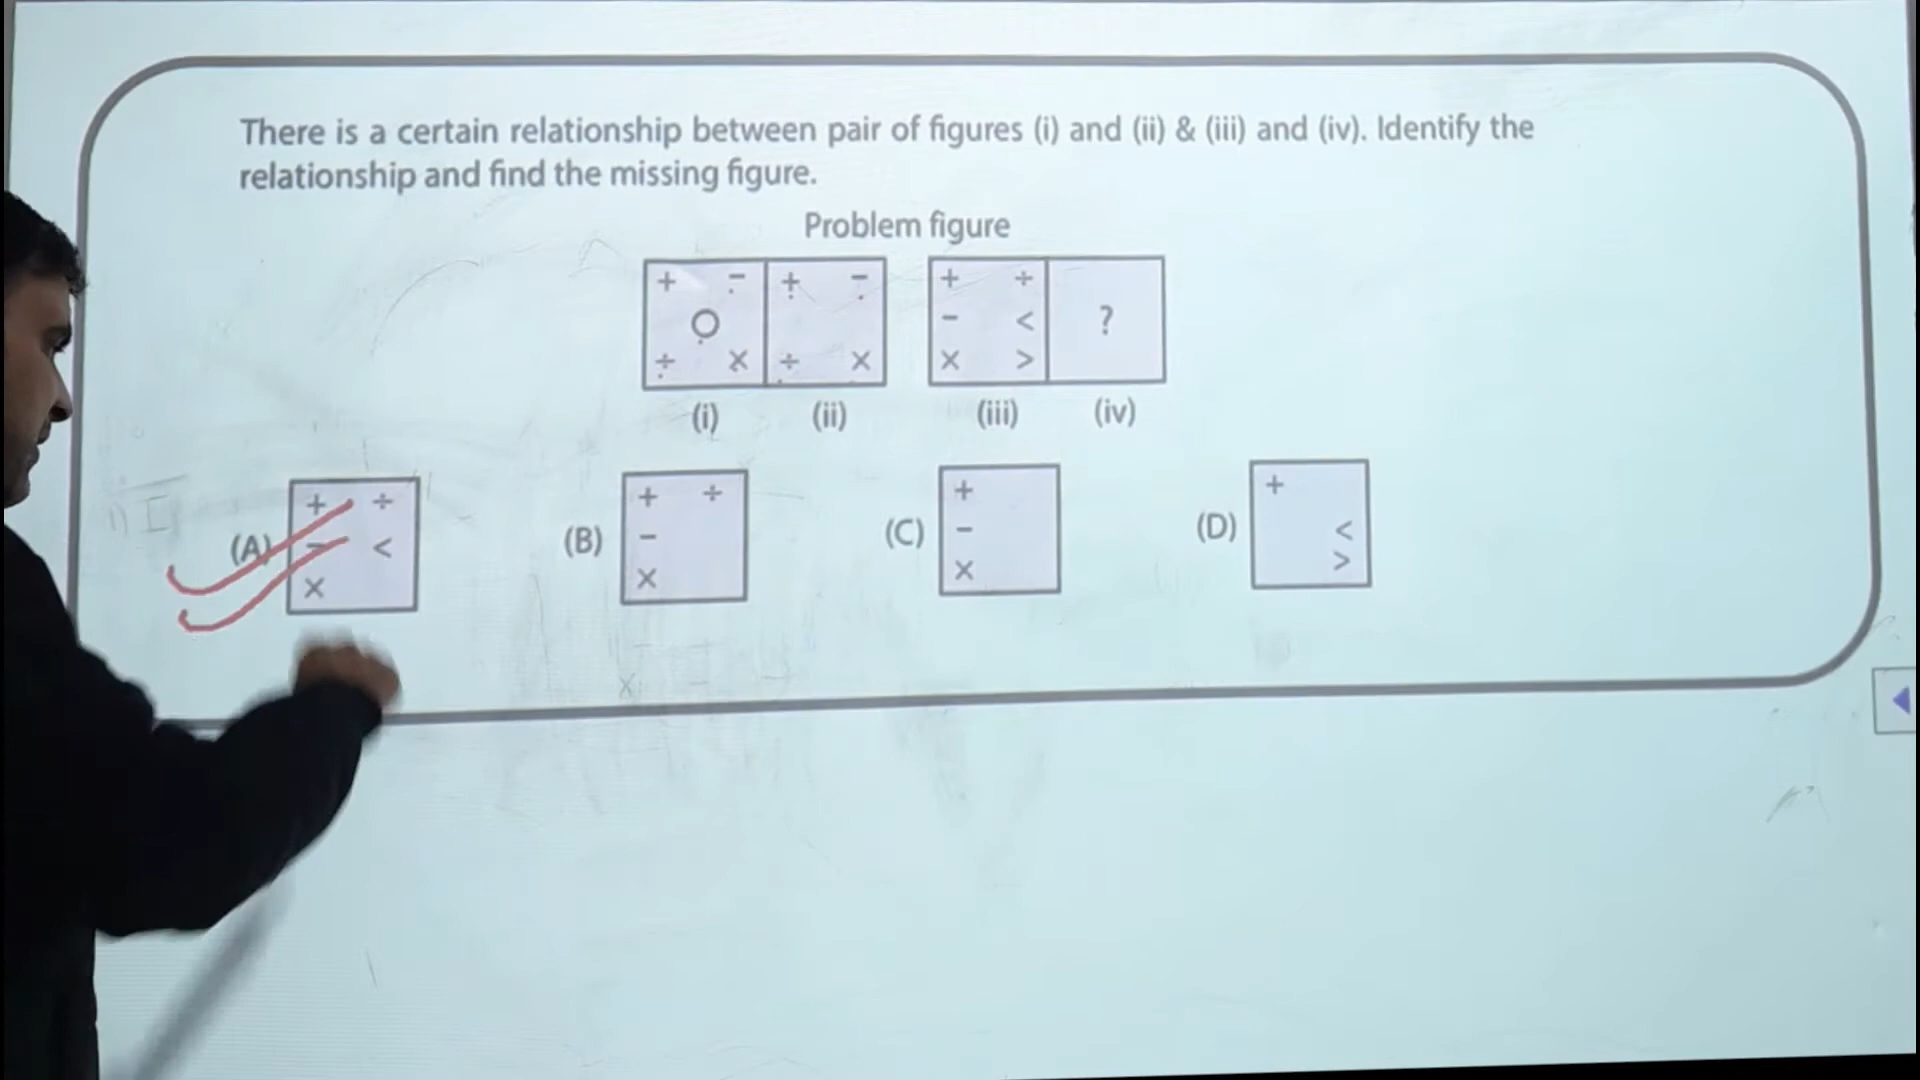 There is a certain relationship between pair of figures (i) and (ii) & (iii) and (iv). Identify the
relationship and find the missing figure.
Problem figure
+ - + - + ÷
O - < ?
÷ × ÷ × × >
(i) (ii) (iii) (iv)
(A) + ÷ - < ×
(B) + ÷ - ×
(C) + - ×
(D) + < >